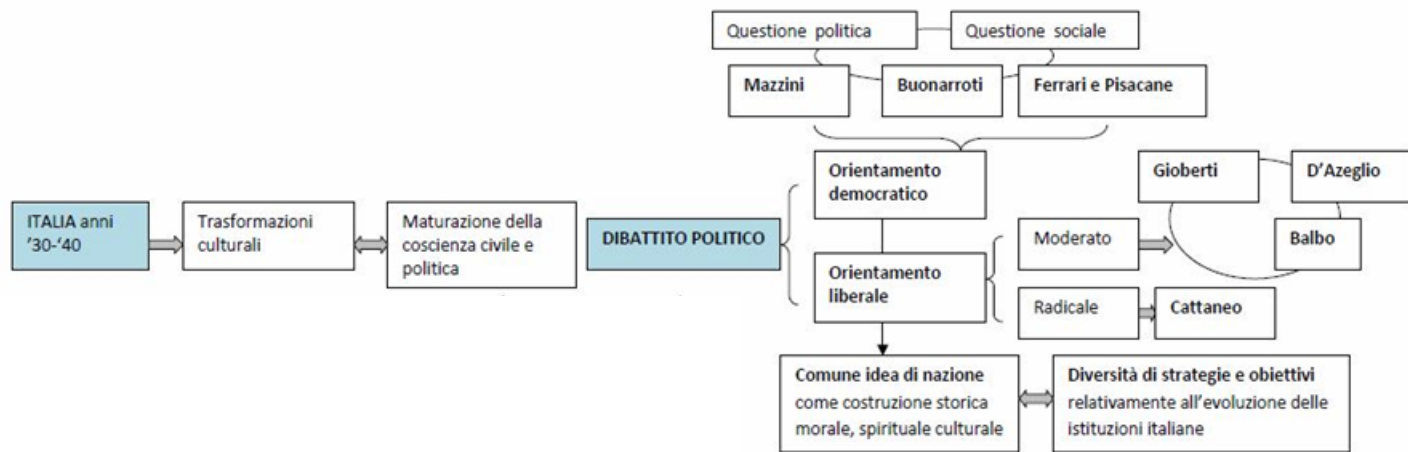 Questione politica
Questione sociale
Mazzini
Buonarroti
Ferrari e Pisacane
Orientamento
democratico
Gioberti
D'Azeglio
ITALIA anni
'30-'40
Trasformazioni
culturali
Maturazione della
coscienza civile e
politica
DIBATTITO POLITICO
Moderato
Balbo
Orientamento
liberale
Radicale
Cattaneo
Comune idea di nazione
come costruzione storica
morale, spirituale culturale
Diversità di strategie e obiettivi
relativamente all'evoluzione delle
istituzioni italiane